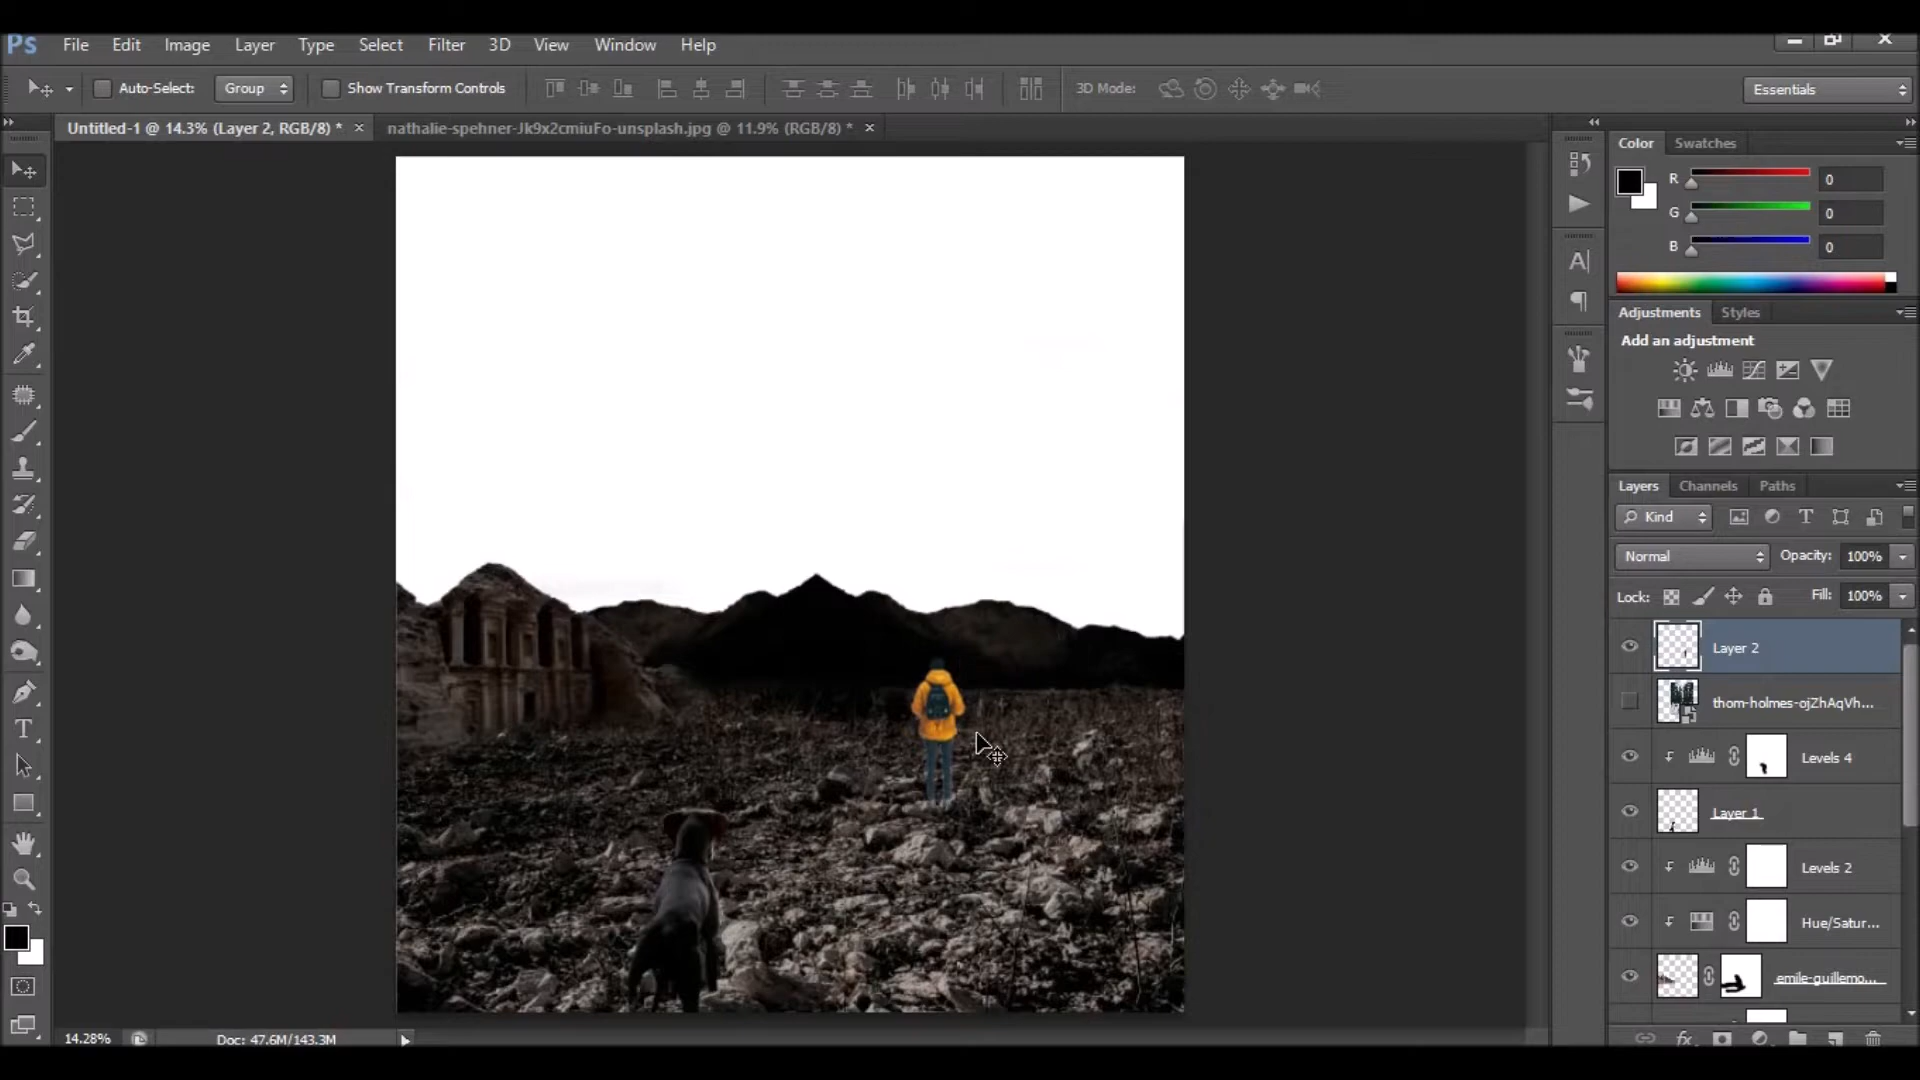 Ps File Edit Image Layer Type Select Filter 3D View Window Help
Auto-Select: Group Show Transform Controls 3D Mode: Essentials
Untitled-1 @ 14.3% (Layer 2, RGB/8) * × nathalie-spehner-Jk9x2cmiuFo-unsplash.jpg @ 11.9% (RGB/8) * ×
Color Swatches
R 0
G 0
B 0
Adjustments Styles
Add an adjustment
Layers Channels Paths
Kind
Normal Opacity: 100%
Lock: Fill: 100%
Layer 2
thom-holmes-ojZhAqVh...
Levels 4
Layer 1
Levels 2
Hue/Satur...
emile-guillemo...
fx
14.28% Doc: 47.6M/143.3M